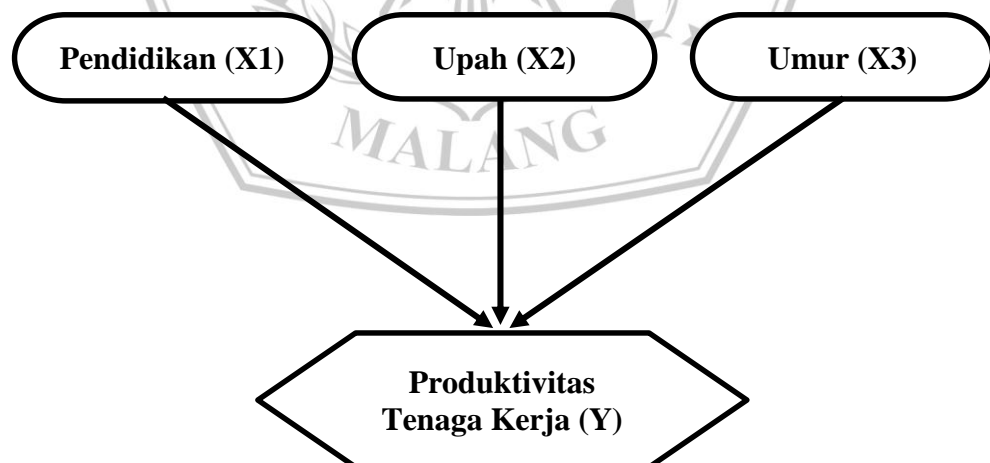 Pendidikan (X1)
Upah (X2)
Umur (X3)
MALANG
Produktivitas
Tenaga Kerja (Y)